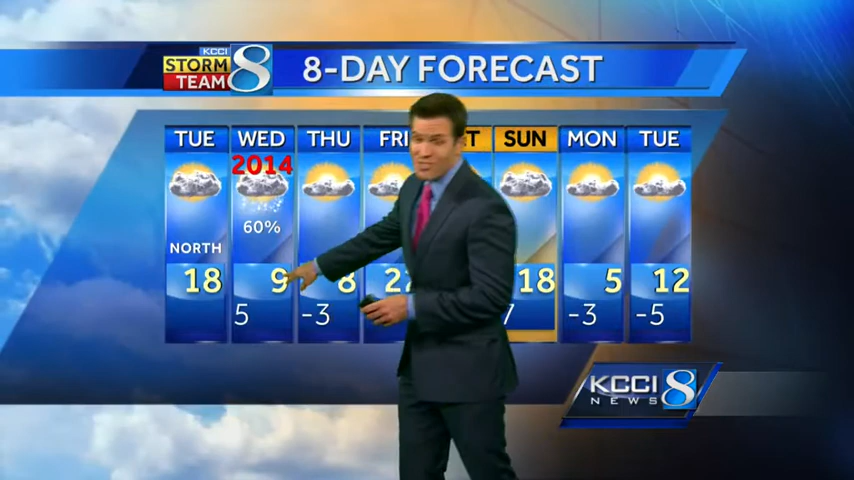 KCCI
STORM
TEAM
8
8-DAY FORECAST
TUE WED THU FRI SUN MON TUE
2014
60%
NORTH
18 9 8 18 5 12
5 -3 7 -3 -5
KCCI 8
NEWS